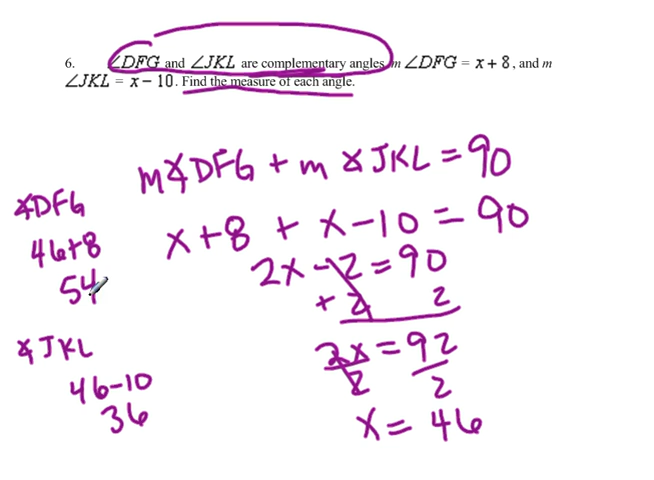 6. ∠DFG and ∠JKL are complementary angles, m ∠DFG = x + 8, and m
∠JKL = x − 10. Find the measure of each angle.
m∡DFG + m ∡JKL = 90
x+8 + x−10 = 90
2x −2 = 90
+ 2 2
2x = 92
2 2
x = 46
∡DFG
46+8
54
∡JKL
46−10
36